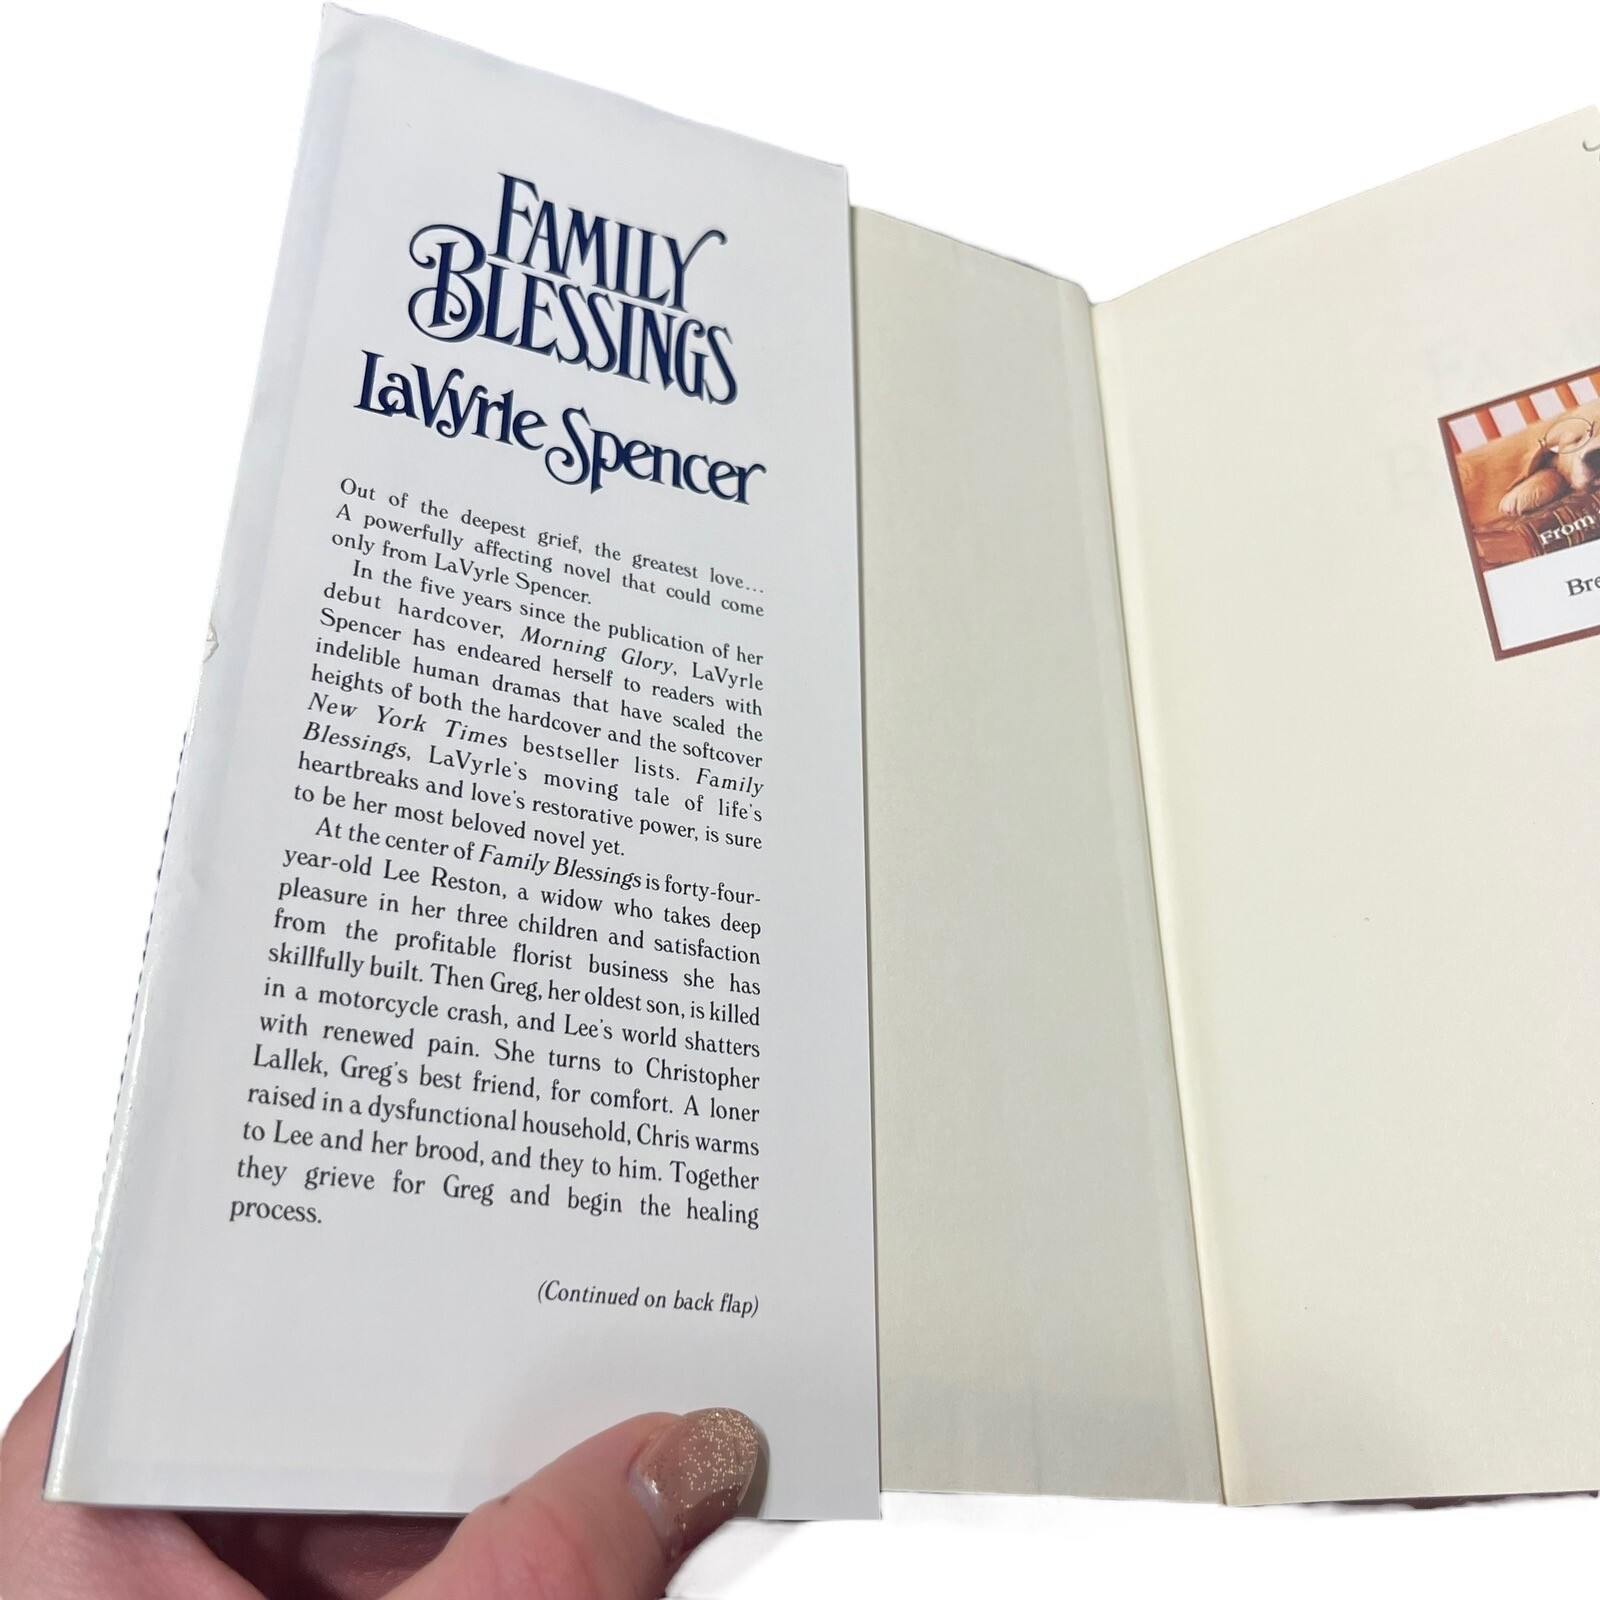 FAMILY
BLESSINGS
LaVyrle Spencer
Out of the deepest grief, the greatest love...
A powerfully affecting novel that could come
only from LaVyrle Spencer.
In the five years since the publication of her
debut hardcover, Morning Glory, LaVyrle
Spencer has endeared herself to readers with
indelible human dramas that have scaled the
heights of both the hardcover and the softcover
New York Times bestseller lists. Family
Blessings, LaVyrle's moving tale of life's
heartbreaks and love's restorative power, is sure
to be her most beloved novel yet.
At the center of Family Blessings is forty-four-
year-old Lee Reston, a widow who takes deep
pleasure in her three children and satisfaction
from the profitable florist business she has
skillfully built. Then Greg, her oldest son, is killed
in a motorcycle crash, and Lee's world shatters
with renewed pain. She turns to Christopher
Lallek, Greg's best friend, for comfort. A loner
raised in a dysfunctional household, Chris warms
to Lee and her brood, and they to him. Together
they grieve for Greg and begin the healing
process.
(Continued on back flap)
From
Bre